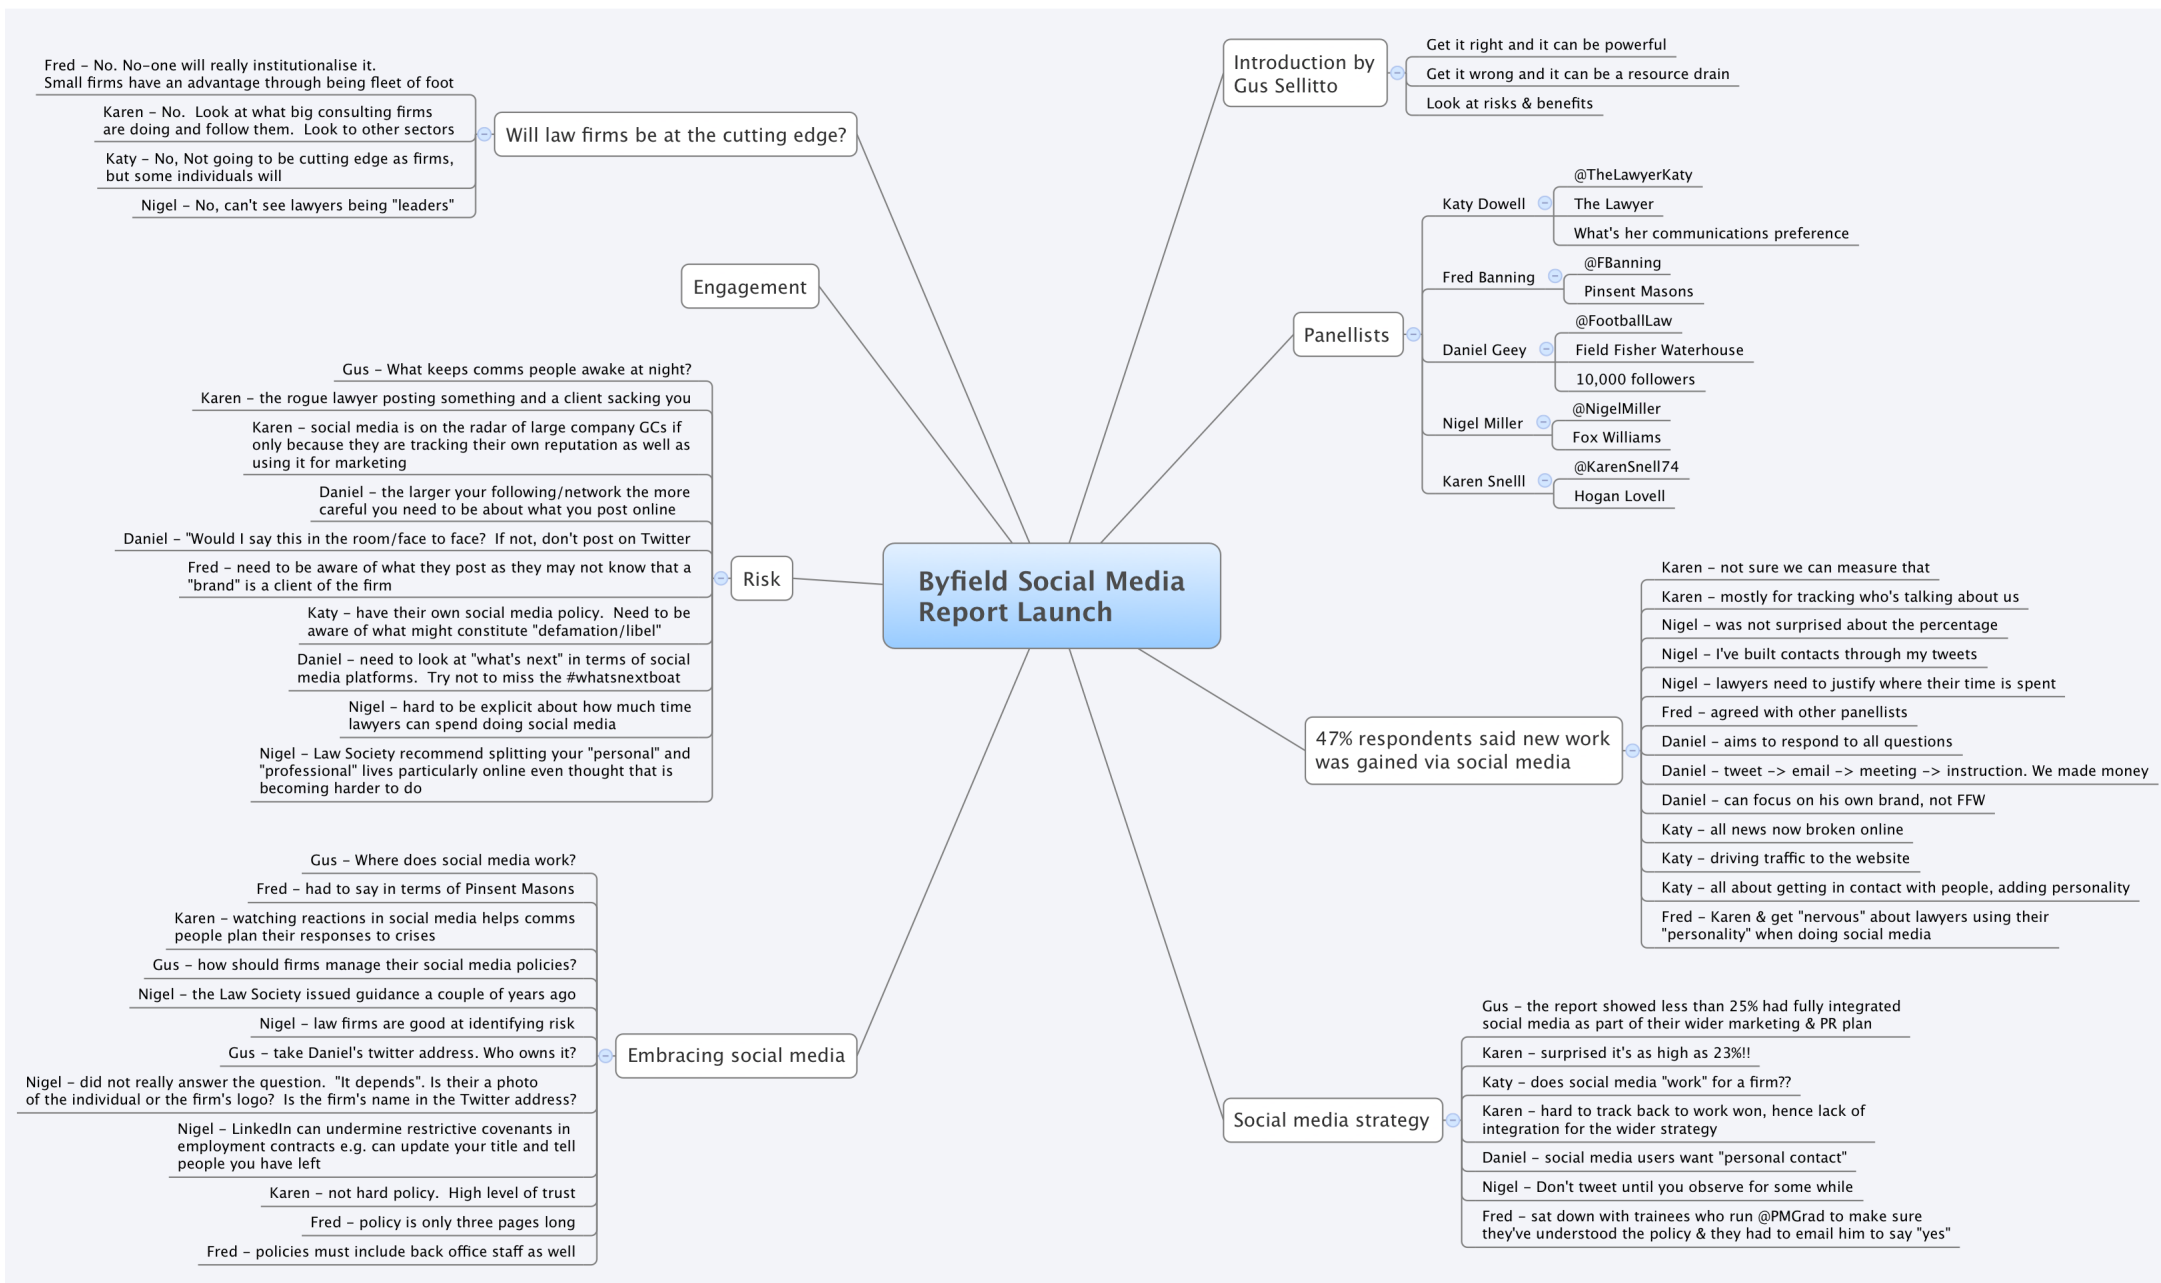 Byfield Social Media
Report Launch
Introduction by
Gus Sellitto
Get it right and it can be powerful
Get it wrong and it can be a resource drain
Look at risks & benefits
Panellists
Katy Dowell
@TheLawyerKaty
The Lawyer
What's her communications preference
Fred Banning
@FBanning
Pinsent Masons
Daniel Geey
@FootballLaw
Field Fisher Waterhouse
10,000 followers
Nigel Miller
@NigelMiller
Fox Williams
Karen Snelll
@KarenSnell74
Hogan Lovell
47% respondents said new work
was gained via social media
Karen – not sure we can measure that
Karen – mostly for tracking who's talking about us
Nigel – was not surprised about the percentage
Nigel – I've built contacts through my tweets
Nigel – lawyers need to justify where their time is spent
Fred – agreed with other panellists
Daniel – aims to respond to all questions
Daniel – tweet –> email –> meeting –> instruction. We made money
Daniel – can focus on his own brand, not FFW
Katy – all news now broken online
Katy – driving traffic to the website
Katy – all about getting in contact with people, adding personality
Fred – Karen & get "nervous" about lawyers using their
"personality" when doing social media
Social media strategy
Gus – the report showed less than 25% had fully integrated
social media as part of their wider marketing & PR plan
Karen – surprised it's as high as 23%!!
Katy – does social media "work" for a firm??
Karen – hard to track back to work won, hence lack of
integration for the wider strategy
Daniel – social media users want "personal contact"
Nigel – Don't tweet until you observe for some while
Fred – sat down with trainees who run @PMGrad to make sure
they've understood the policy & they had to email him to say "yes"
Will law firms be at the cutting edge?
Fred – No. No–one will really institutionalise it.
Small firms have an advantage through being fleet of foot
Karen – No.  Look at what big consulting firms
are doing and follow them.  Look to other sectors
Katy – No, Not going to be cutting edge as firms,
but some individuals will
Nigel – No, can't see lawyers being "leaders"
Engagement
Risk
Gus – What keeps comms people awake at night?
Karen – the rogue lawyer posting something and a client sacking you
Karen – social media is on the radar of large company GCs if
only because they are tracking their own reputation as well as
using it for marketing
Daniel – the larger your following/network the more
careful you need to be about what you post online
Daniel – "Would I say this in the room/face to face?  If not, don't post on Twitter
Fred – need to be aware of what they post as they may not know that a
"brand" is a client of the firm
Katy – have their own social media policy.  Need to be
aware of what might constitute "defamation/libel"
Daniel – need to look at "what's next" in terms of social
media platforms.  Try not to miss the #whatsnextboat
Nigel – hard to be explicit about how much time
lawyers can spend doing social media
Nigel – Law Society recommend splitting your "personal" and
"professional" lives particularly online even thought that is
becoming harder to do
Embracing social media
Gus – Where does social media work?
Fred – had to say in terms of Pinsent Masons
Karen – watching reactions in social media helps comms
people plan their responses to crises
Gus – how should firms manage their social media policies?
Nigel – the Law Society issued guidance a couple of years ago
Nigel – law firms are good at identifying risk
Gus – take Daniel's twitter address. Who owns it?
Nigel – did not really answer the question.  "It depends". Is their a photo
of the individual or the firm's logo?  Is the firm's name in the Twitter address?
Nigel – LinkedIn can undermine restrictive covenants in
employment contracts e.g. can update your title and tell
people you have left
Karen – not hard policy.  High level of trust
Fred – policy is only three pages long
Fred – policies must include back office staff as well